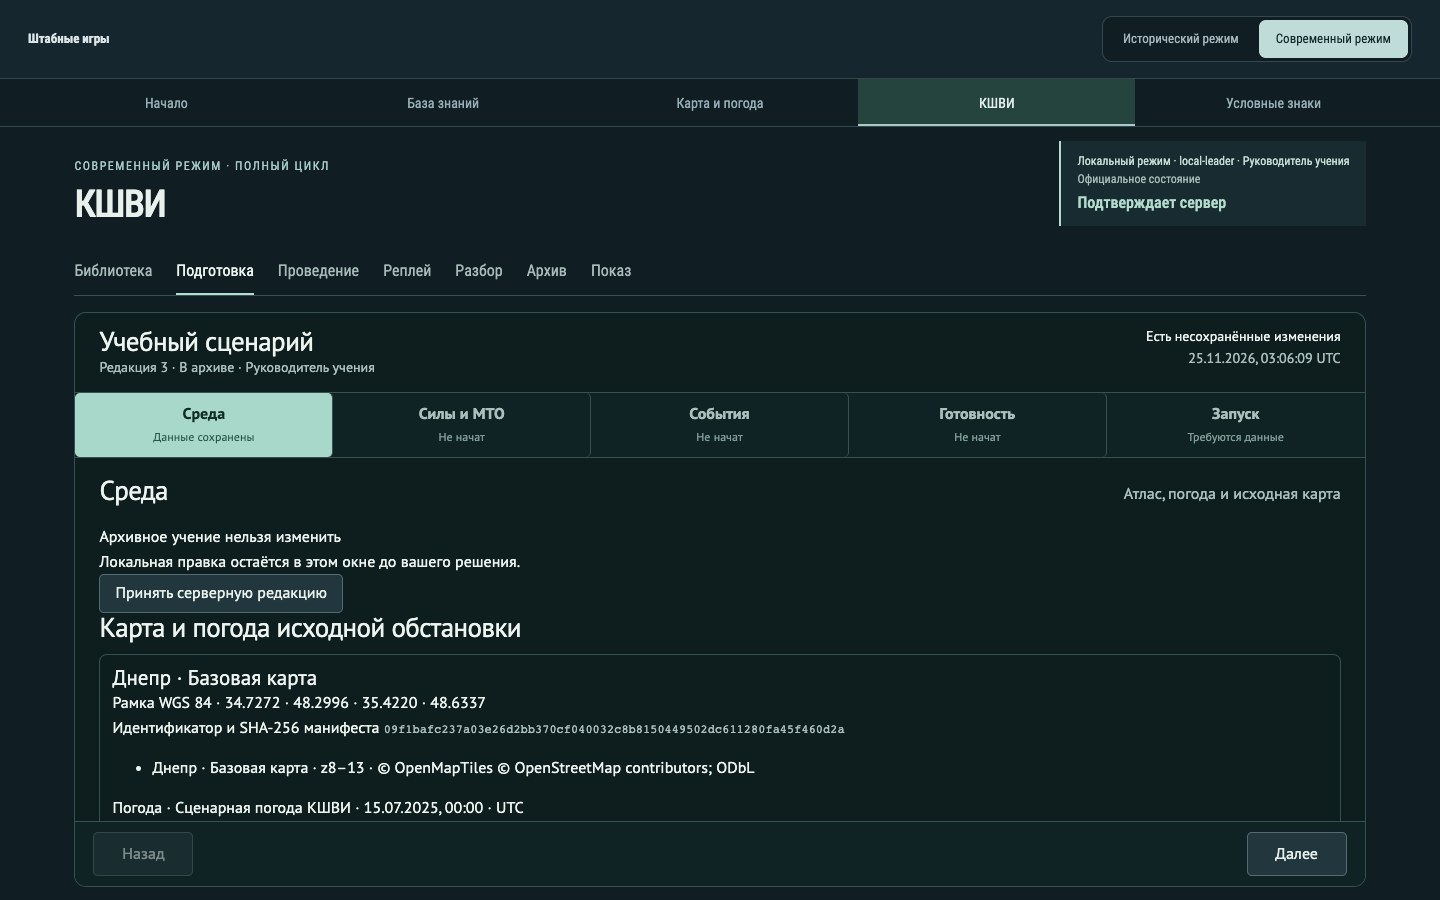 Штабные игры
Исторический режим
Современный режим
Начало
База знаний
Карта и погода
КШВИ
Условные знаки
СОВРЕМЕННЫЙ РЕЖИМ · ПОЛНЫЙ ЦИКЛ
КШВИ
Локальный режим · local-leader · Руководитель учения
Официальное состояние
Подтверждает сервер
Библиотека
Подготовка
Проведение
Реплей
Разбор
Архив
Показ
Учебный сценарий
Редакция 3 · В архиве · Руководитель учения
Есть несохранённые изменения
25.11.2026, 03:06:09 UTC
Среда
Данные сохранены
Силы и МТО
Не начат
События
Не начат
Готовность
Не начат
Запуск
Требуются данные
Среда
Атлас, погода и исходная карта
Архивное учение нельзя изменить
Локальная правка остаётся в этом окне до вашего решения.
Принять серверную редакцию
Карта и погода исходной обстановки
Днепр · Базовая карта
Рамка WGS 84 · 34.7272 · 48.2996 · 35.4220 · 48.6337
Идентификатор и SHA-256 манифеста 09f1bafc237a03e26d2bb370cf040032c8b8150449502dc611280fa45f460d2a
• Днепр · Базовая карта · z8–13 · © OpenMapTiles © OpenStreetMap contributors; ODbL
Погода · Сценарная погода КШВИ · 15.07.2025, 00:00 · UTC
Назад
Далее